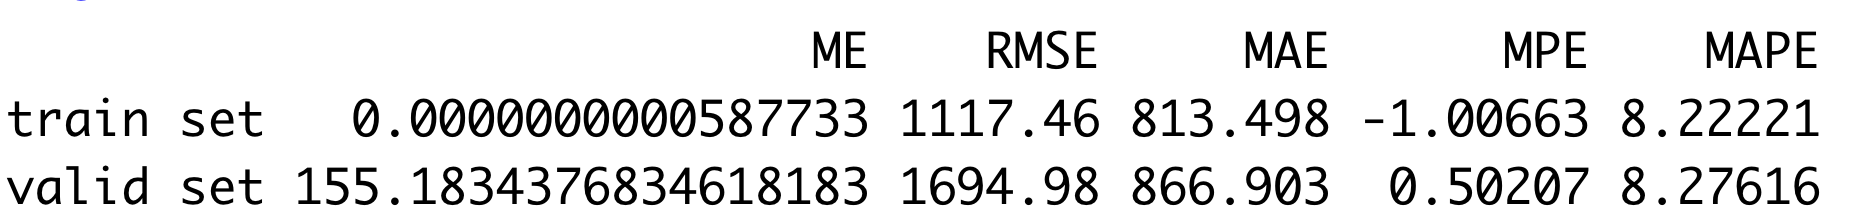 ME RMSE MAE MPE MAPE
train set 0.0000000000587733 1117.46 813.498 -1.00663 8.22221
valid set 155.1834376834618183 1694.98 866.903 0.50207 8.27616